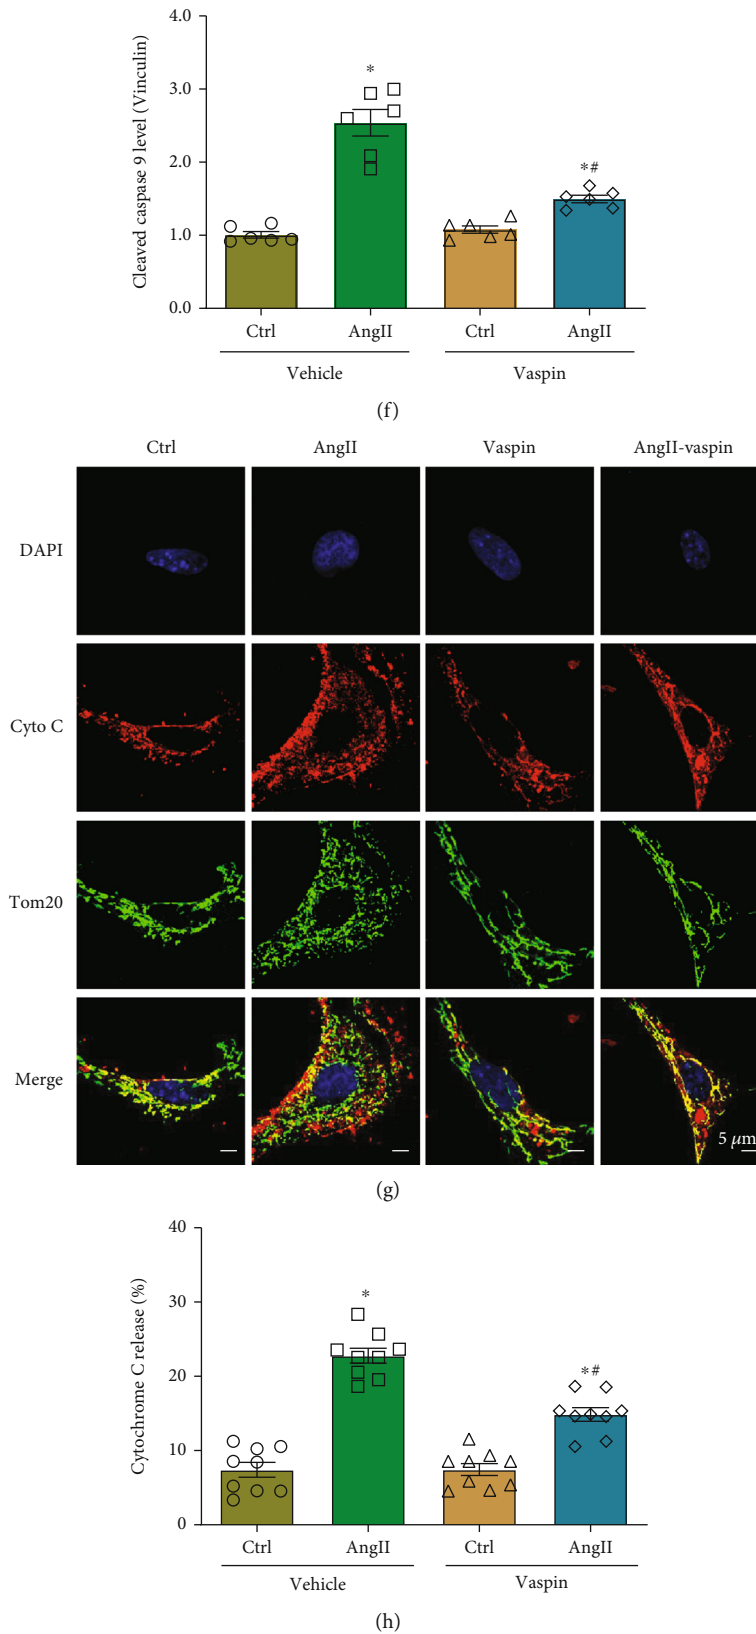 Cleaved caspase 9 level (Vinculin)
4.0
3.0
2.0
1.0
0.0
*
*#
Ctrl AngII Ctrl AngII
Vehicle Vaspin
(f)
Ctrl AngII Vaspin AngII-vaspin
DAPI
Cyto C
Tom20
Merge
5 μm
(g)
Cytochrome C release (%)
40
30
20
10
0
*
*#
Ctrl AngII Ctrl AngII
Vehicle Vaspin
(h)